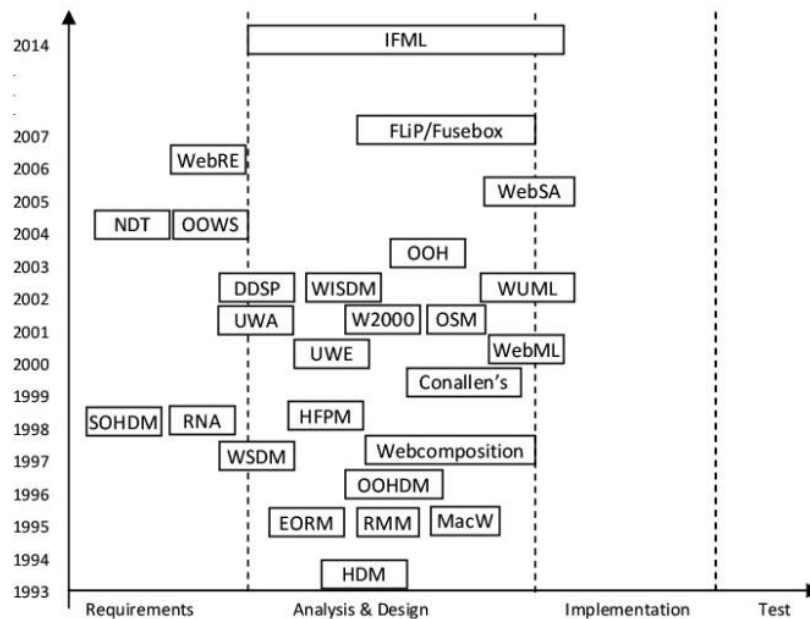 2014
IFML
.
.
.
2007
FLiP/Fusebox
2006
WebRE
2005
WebSA
2004
NDT
OOWS
2003
OOH
2002
DDSP
WISDM
WUML
2001
UWA
W2000
OSM
2000
UWE
WebML
1999
Conallen’s
1998
SOHDM
RNA
HFPM
1997
WSDM
Webcomposition
1996
OOHDM
1995
EORM
RMM
MacW
1994
HDM
1993
Requirements
Analysis & Design
Implementation
Test